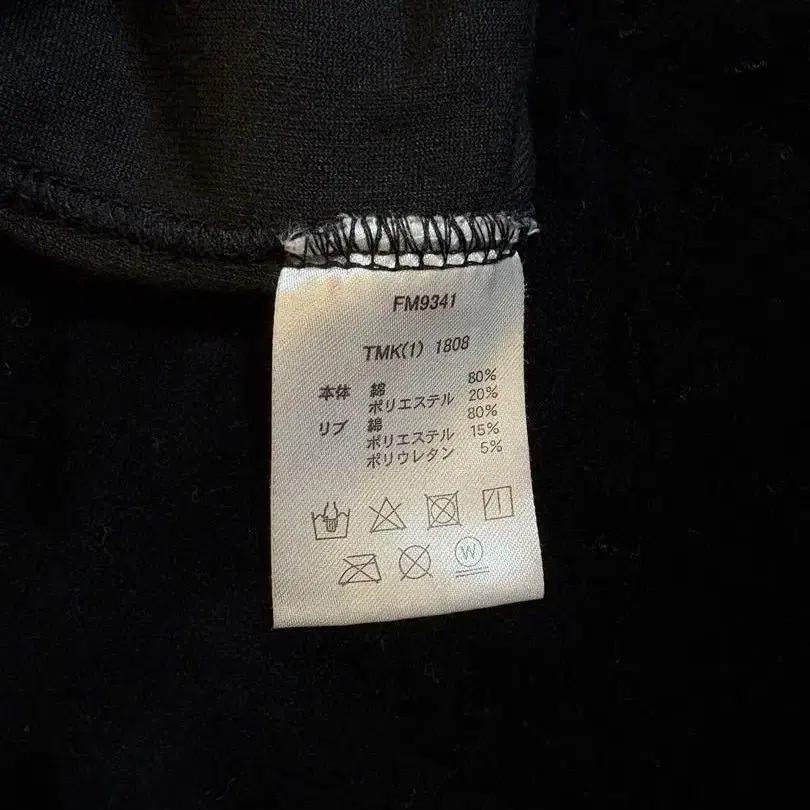 FM9341
TMK(1) 1808
本体 綿 80%
ポリエステル 20%
リブ 綿 80%
ポリエステル 15%
ポリウレタン 5%
W